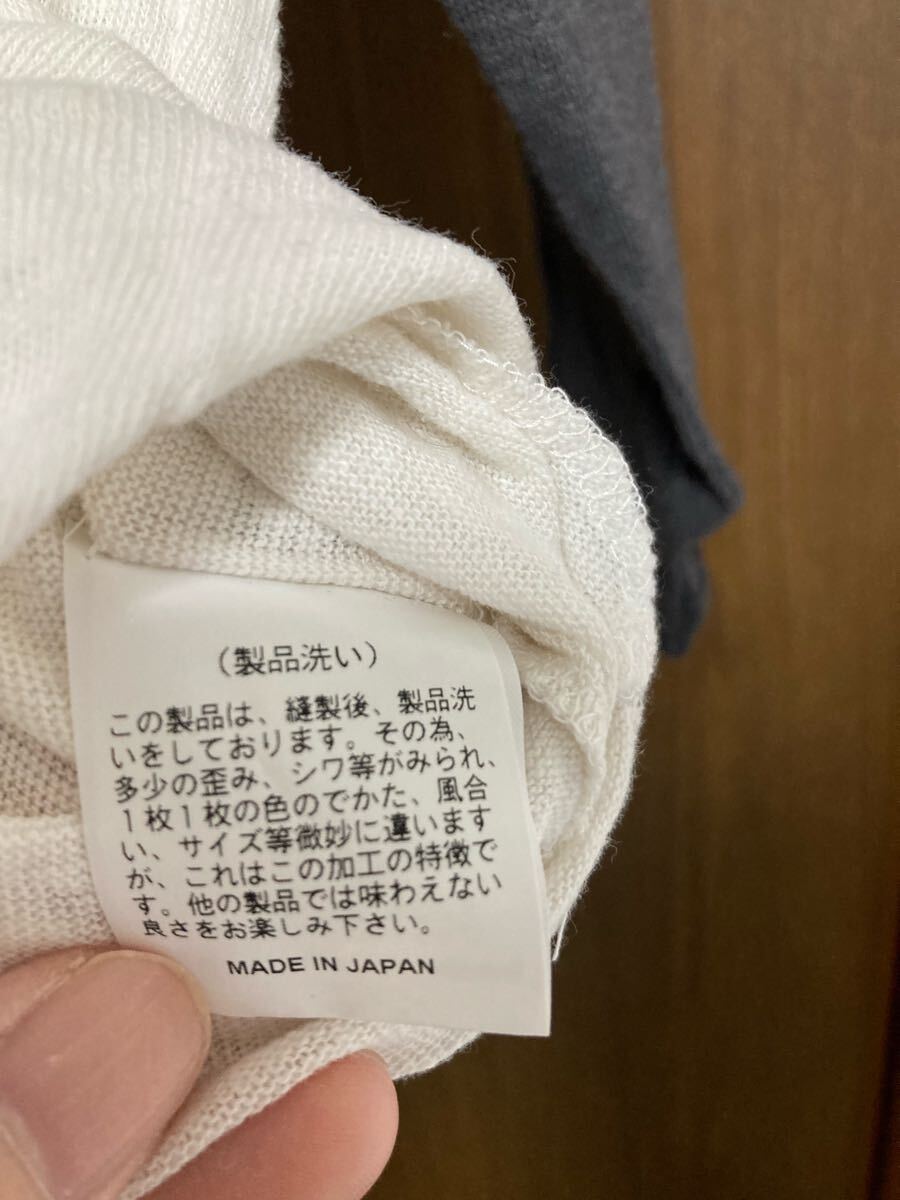 （製品洗い）
この製品は、縫製後、製品洗
いをしております。その為、
多少の歪み、シワ等がみられ、
1枚1枚の色のでかた、風合
い、サイズ等微妙に違います
が、これはこの加工の特徴で
す。他の製品では味わえない
良さをお楽しみ下さい。
MADE IN JAPAN